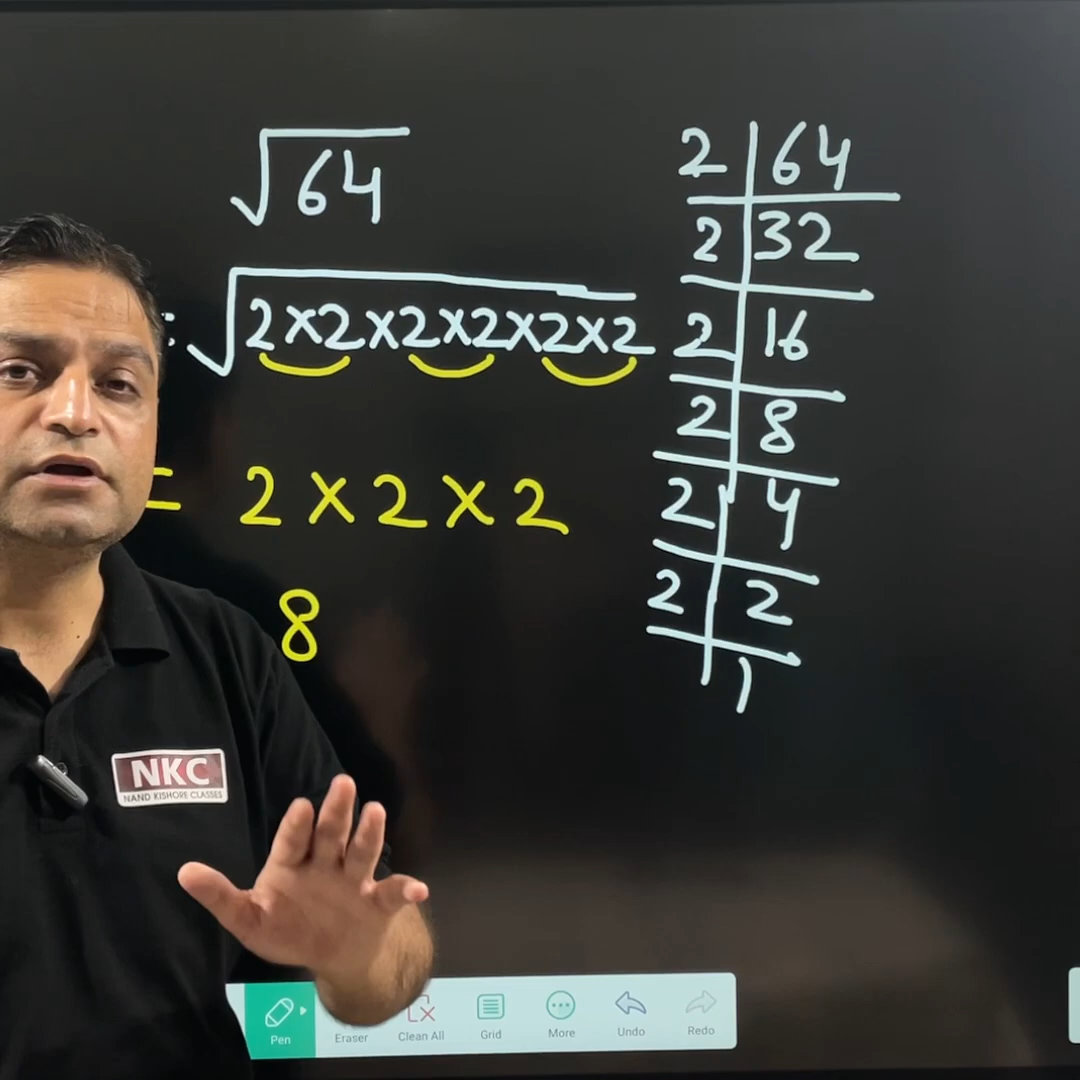 √64
= √2×2×2×2×2×2
= 2×2×2
8
2 | 64
2 | 32
2 | 16
2 | 8
2 | 4
2 | 2
1
NKC
NAND KISHORE CLASSES
Pen
Eraser
Clean All
Grid
More
Undo
Redo